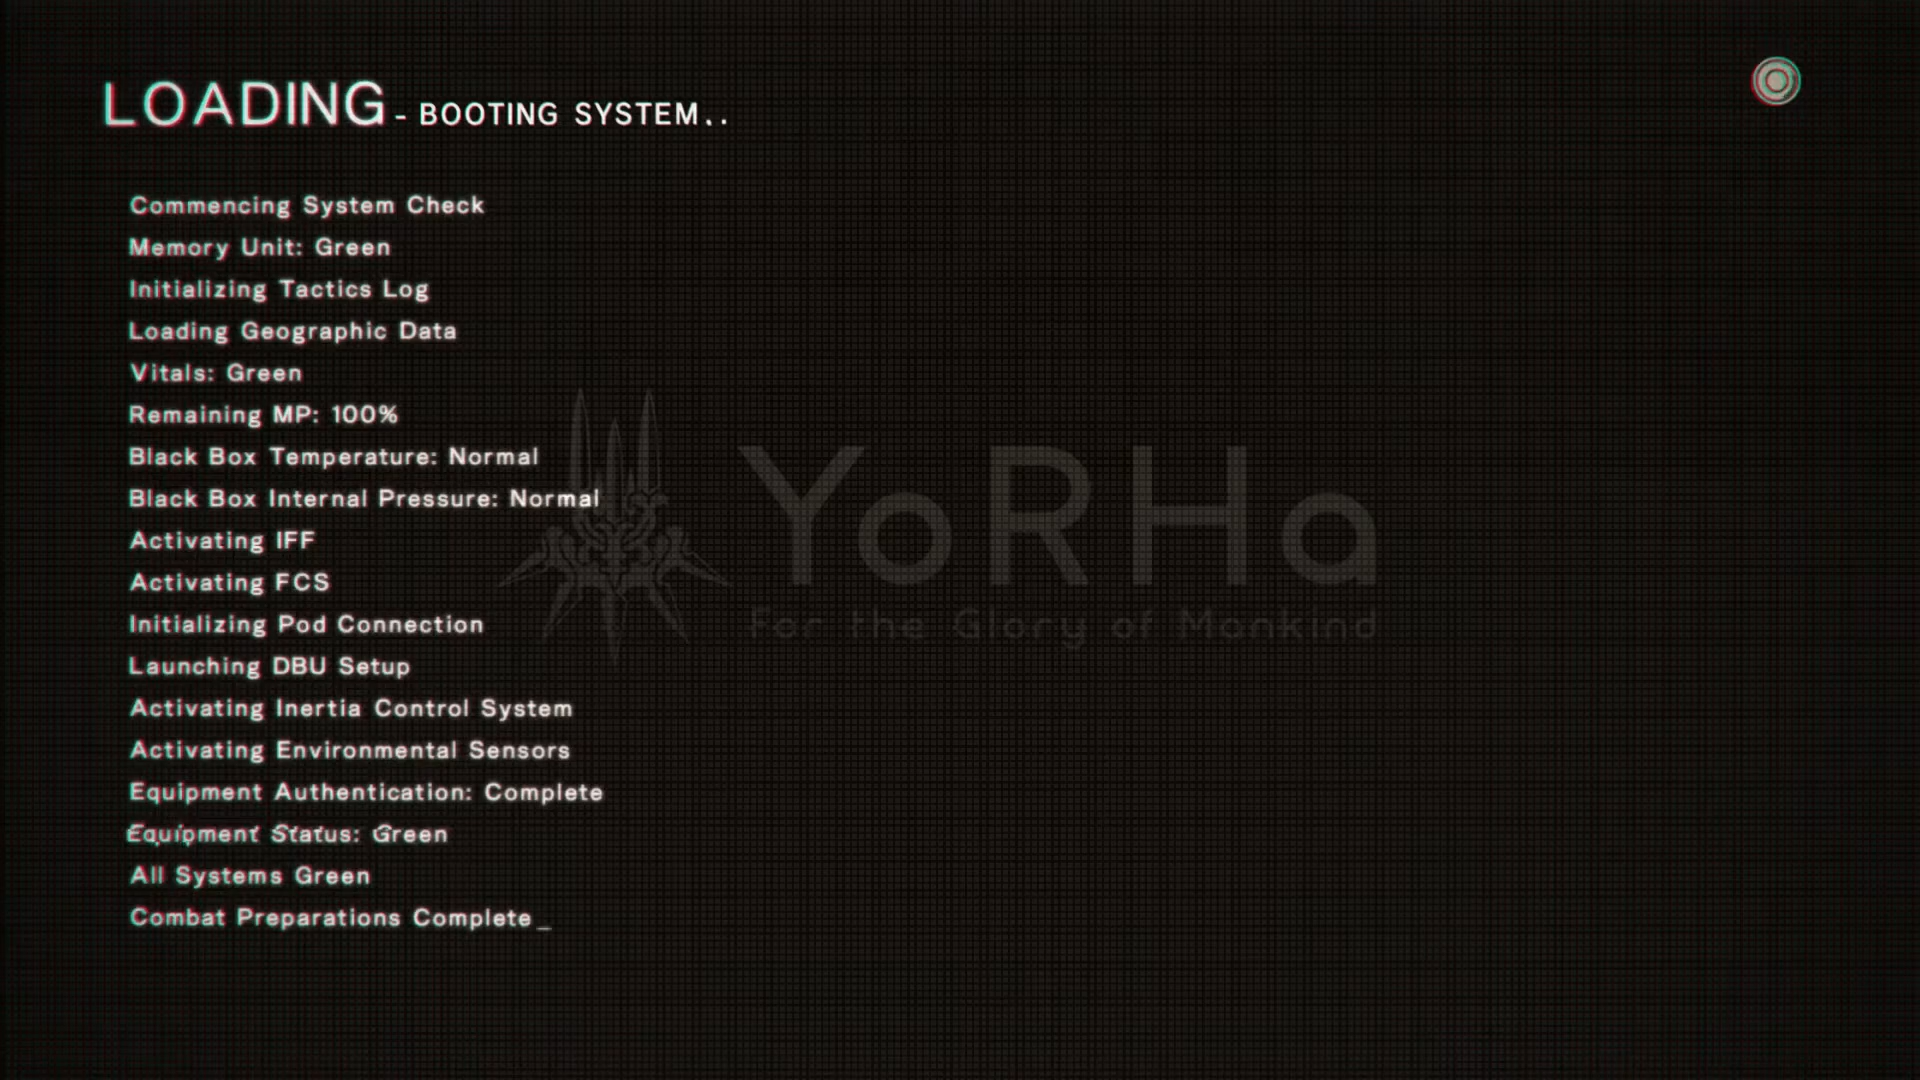 LOADING - BOOTING SYSTEM..
Commencing System Check
Memory Unit: Green
Initializing Tactics Log
Loading Geographic Data
Vitals: Green
Remaining MP: 100%
Black Box Temperature: Normal
Black Box Internal Pressure: Normal
Activating IFF
Activating FCS
Initializing Pod Connection
Launching DBU Setup
Activating Inertia Control System
Activating Environmental Sensors
Equipment Authentication: Complete
Equipment Status: Green
All Systems Green
Combat Preparations Complete_
YoRHa
For the Glory of Mankind